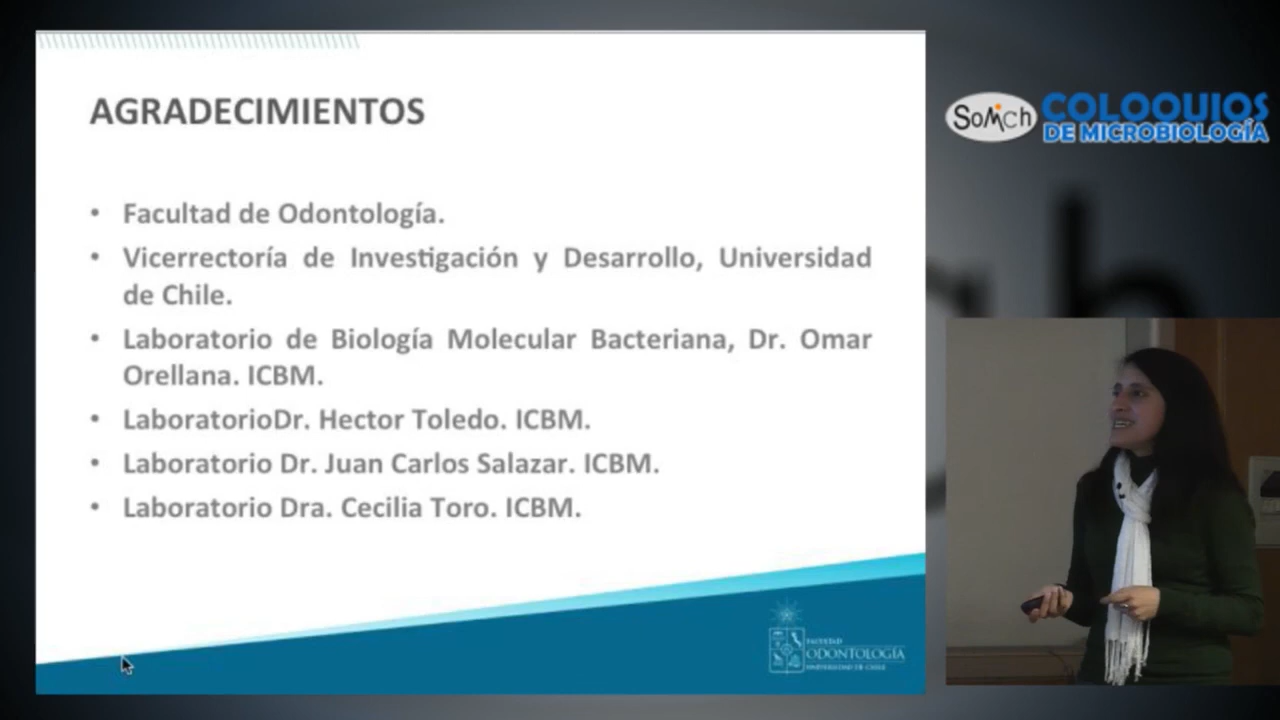 AGRADECIMIENTOS
• Facultad de Odontología.
• Vicerrectoría de Investigación y Desarrollo, Universidad
de Chile.
• Laboratorio de Biología Molecular Bacteriana, Dr. Omar
Orellana. ICBM.
• LaboratorioDr. Hector Toledo. ICBM.
• Laboratorio Dr. Juan Carlos Salazar. ICBM.
• Laboratorio Dra. Cecilia Toro. ICBM.
FACULTAD
ODONTOLOGÍA
UNIVERSIDAD DE CHILE
SoMich
COLOQUIOS
DE MICROBIOLOGÍA